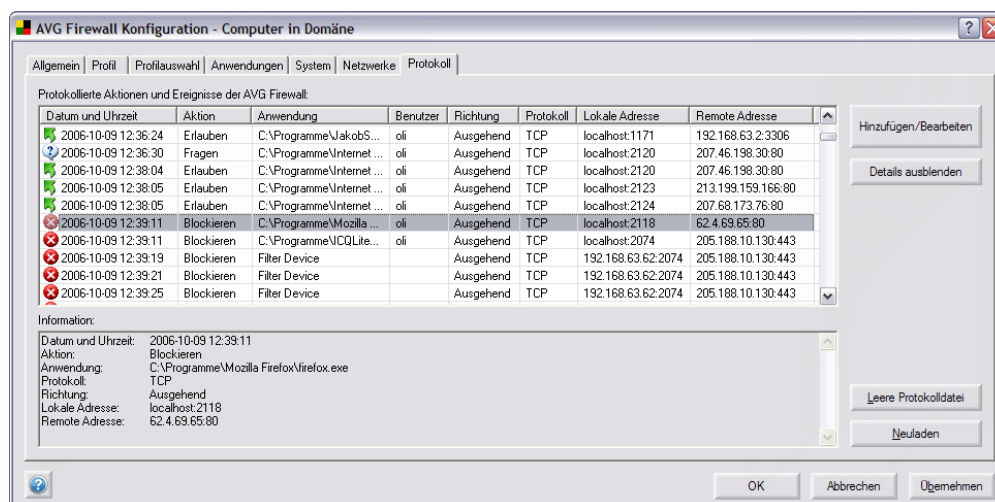 AVG Firewall Konfiguration - Computer in Domäne
Allgemein Profil Profilauswahl Anwendungen System Netzwerke Protokoll
Protokollierte Aktionen und Ereignisse der AVG Firewall:
Datum und Uhrzeit Aktion Anwendung Benutzer Richtung Protokoll Lokale Adresse Remote Adresse
2006-10-09 12:36:24 Erlauben C:\Programme\JakobS... oli Ausgehend TCP localhost:1171 192.168.63.2:3306
2006-10-09 12:36:30 Fragen C:\Programme\Internet ... oli Ausgehend TCP localhost:2120 207.46.198.30:80
2006-10-09 12:38:04 Erlauben C:\Programme\Internet ... oli Ausgehend TCP localhost:2120 207.46.198.30:80
2006-10-09 12:38:05 Erlauben C:\Programme\Internet ... oli Ausgehend TCP localhost:2123 213.199.159.166:80
2006-10-09 12:38:05 Erlauben C:\Programme\Internet ... oli Ausgehend TCP localhost:2124 207.68.173.76:80
2006-10-09 12:39:11 Blockieren C:\Programme\Mozilla ... oli Ausgehend TCP localhost:2118 62.4.69.65:80
2006-10-09 12:39:11 Blockieren C:\Programme\ICQLite... oli Ausgehend TCP localhost:2074 205.188.10.130:443
2006-10-09 12:39:19 Blockieren Filter Device Ausgehend TCP 192.168.63.62:2074 205.188.10.130:443
2006-10-09 12:39:21 Blockieren Filter Device Ausgehend TCP 192.168.63.62:2074 205.188.10.130:443
2006-10-09 12:39:25 Blockieren Filter Device Ausgehend TCP 192.168.63.62:2074 205.188.10.130:443
Hinzufügen/Bearbeiten
Details ausblenden
Information:
Datum und Uhrzeit: 2006-10-09 12:39:11
Aktion: Blockieren
Anwendung: C:\Programme\Mozilla Firefox\firefox.exe
Protokoll: TCP
Richtung: Ausgehend
Lokale Adresse: localhost:2118
Remote Adresse: 62.4.69.65:80
Leere Protokolldatei
Neuladen
OK Abbrechen Übernehmen